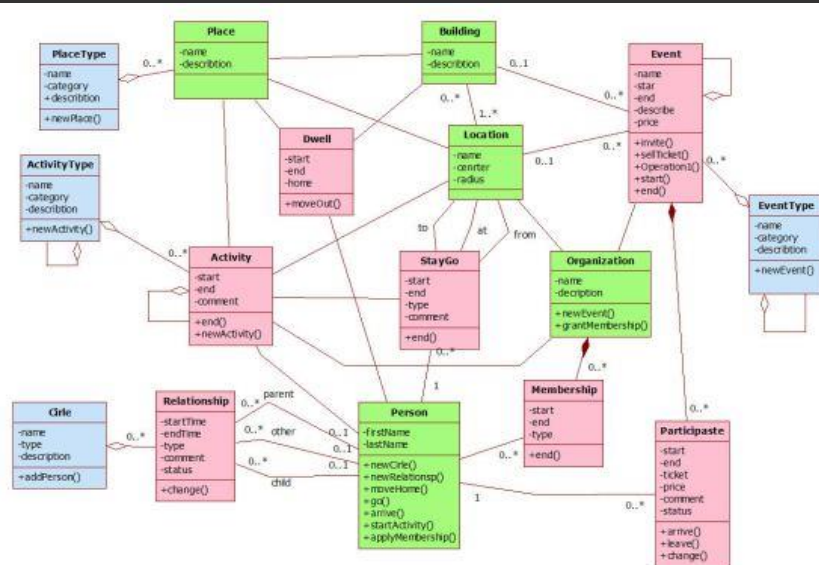 Place
-name
-describtion
Building
-name
-describtion
Event
-name
-star
-end
-describe
-price
+invite()
+sellTicket()
+Operation1()
+start()
+end()
PlaceType
-name
-category
+describtion
+newPlace()
0..*
0..1
0..*
0..*
1..*
Dwell
-start
-end
-home
+moveOut()
Location
-name
-cenrter
-radius
0..1
0..*
0..*
ActivityType
-name
-category
-describtion
+newActivity()
0..*
EventType
-name
-category
-describtion
+newEvent()
to
at
from
Activity
-start
-end
-comment
+end()
+newActivity()
StayGo
-start
-end
-type
-comment
+end()
0..*
1
Organization
-name
-decription
+newEvent()
+grantMembership()
0..*
Cirle
-name
-type
-description
+addPerson()
0..*
Relationship
-startTime
-endTime
-type
-comment
-status
+change()
parent
0..*
0..*
other
0..*
child
0..1
0..1
0..1
Person
-firstName
-lastName
+newCirle()
+newRelationsp()
+moveHome()
+go()
+arrive()
+startActivity()
+applyMembership()
Membership
-start
-end
-type
+end()
0..*
1
0..*
0..*
Participaste
-start
-end
-ticket
-price
-comment
-status
+arrive()
+leave()
+change()